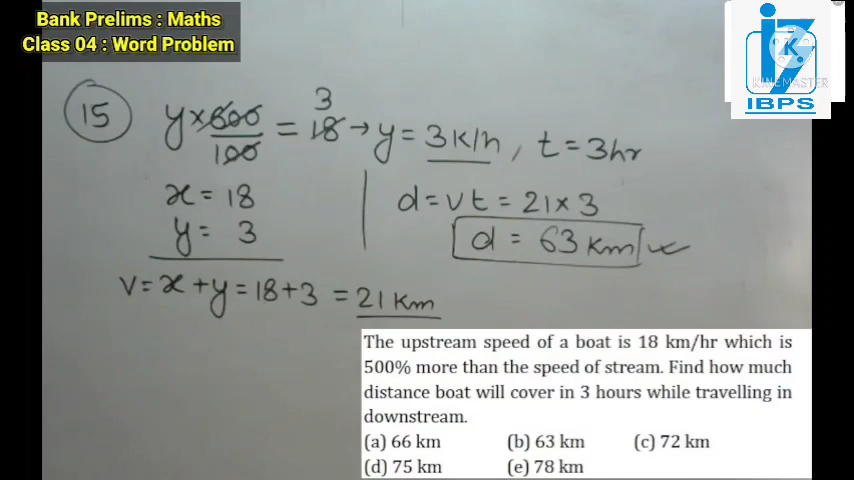 Bank Prelims : Maths
Class 04 : Word Problem
K
KINEMASTER
IBPS
15 y × 600/100 = 18 3 → y = 3 K/h, t = 3hr
x = 18
y = 3
v = x + y = 18 + 3 = 21 Km
d = vt = 21 × 3
d = 63 Km
The upstream speed of a boat is 18 km/hr which is
500% more than the speed of stream. Find how much
distance boat will cover in 3 hours while travelling in
downstream.
(a) 66 km (b) 63 km (c) 72 km
(d) 75 km (e) 78 km